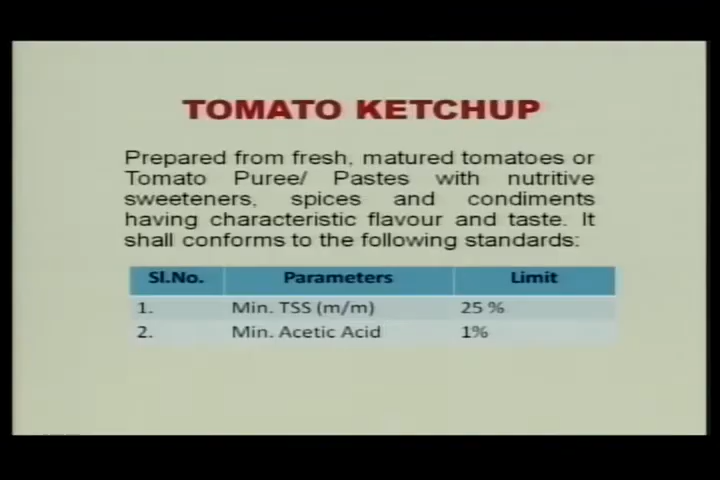 TOMATO KETCHUP
Prepared from fresh, matured tomatoes or
Tomato Puree/ Pastes with nutritive
sweeteners, spices and condiments
having characteristic flavour and taste. It
shall conforms to the following standards:
Sl.No. Parameters Limit
1. Min. TSS (m/m) 25 %
2. Min. Acetic Acid 1%